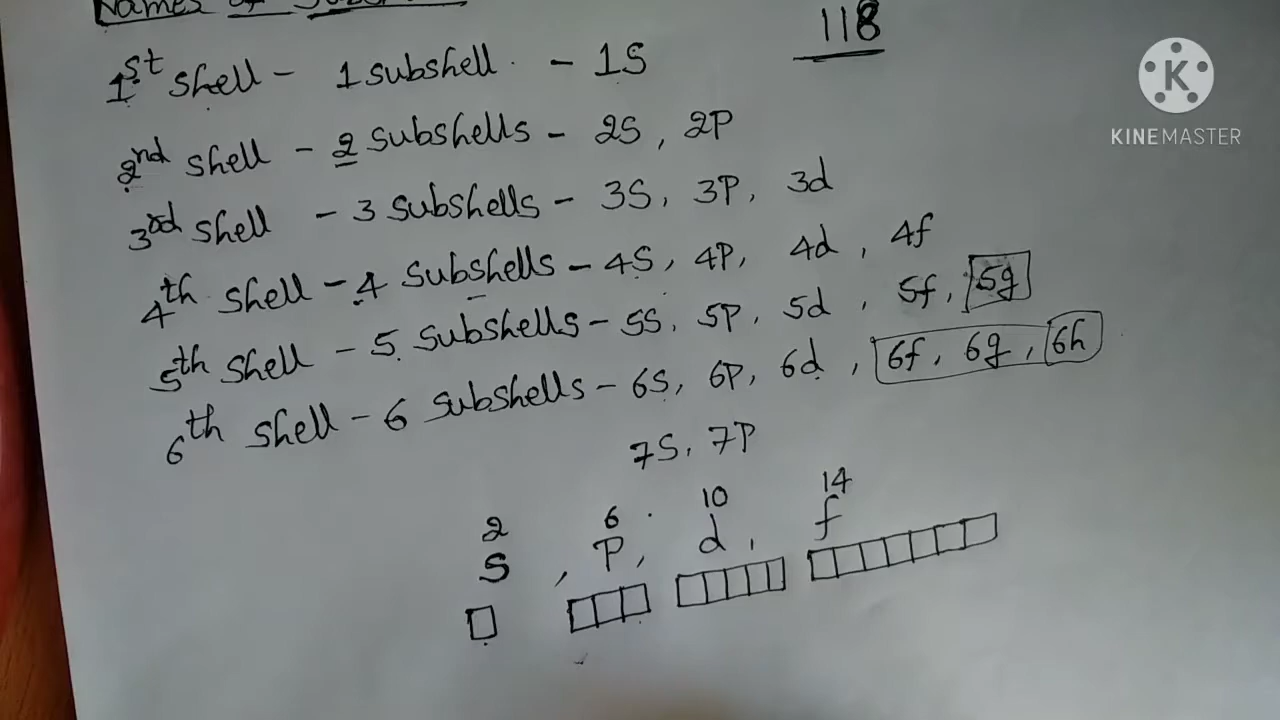 Names of
118
1st shell - 1 subshell. - 1S
2nd shell - 2 subshells - 2S, 2P
3rd shell - 3 subshells - 3S, 3P, 3d
4th shell - 4 subshells - 4S, 4P, 4d, 4f
5th shell - 5 subshells - 5S, 5P, 5d, 5f, 5g
6th shell - 6 subshells - 6S, 6P, 6d, 6f, 6g, 6h
7S, 7P
2 6 10 14
S, P, d, f
K
KINEMASTER